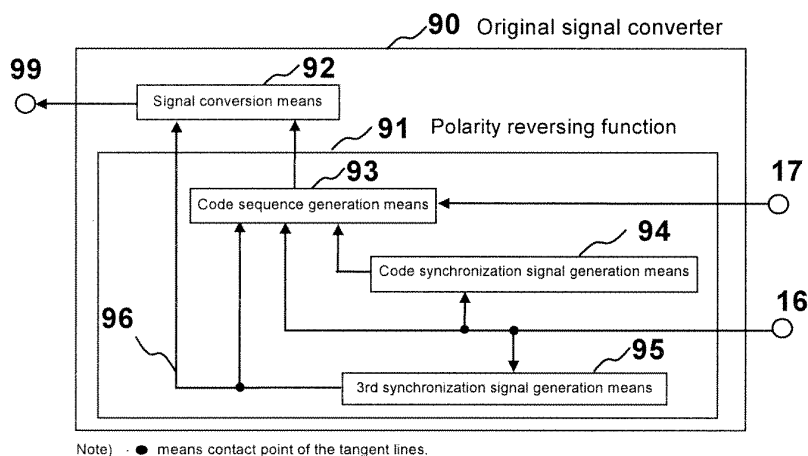 90 Original signal converter
99
92
Signal conversion means
91 Polarity reversing function
93
17
Code sequence generation means
94
Code synchronization signal generation means
16
96
95
3rd synchronization signal generation means
Note) · ● means contact point of the tangent lines.